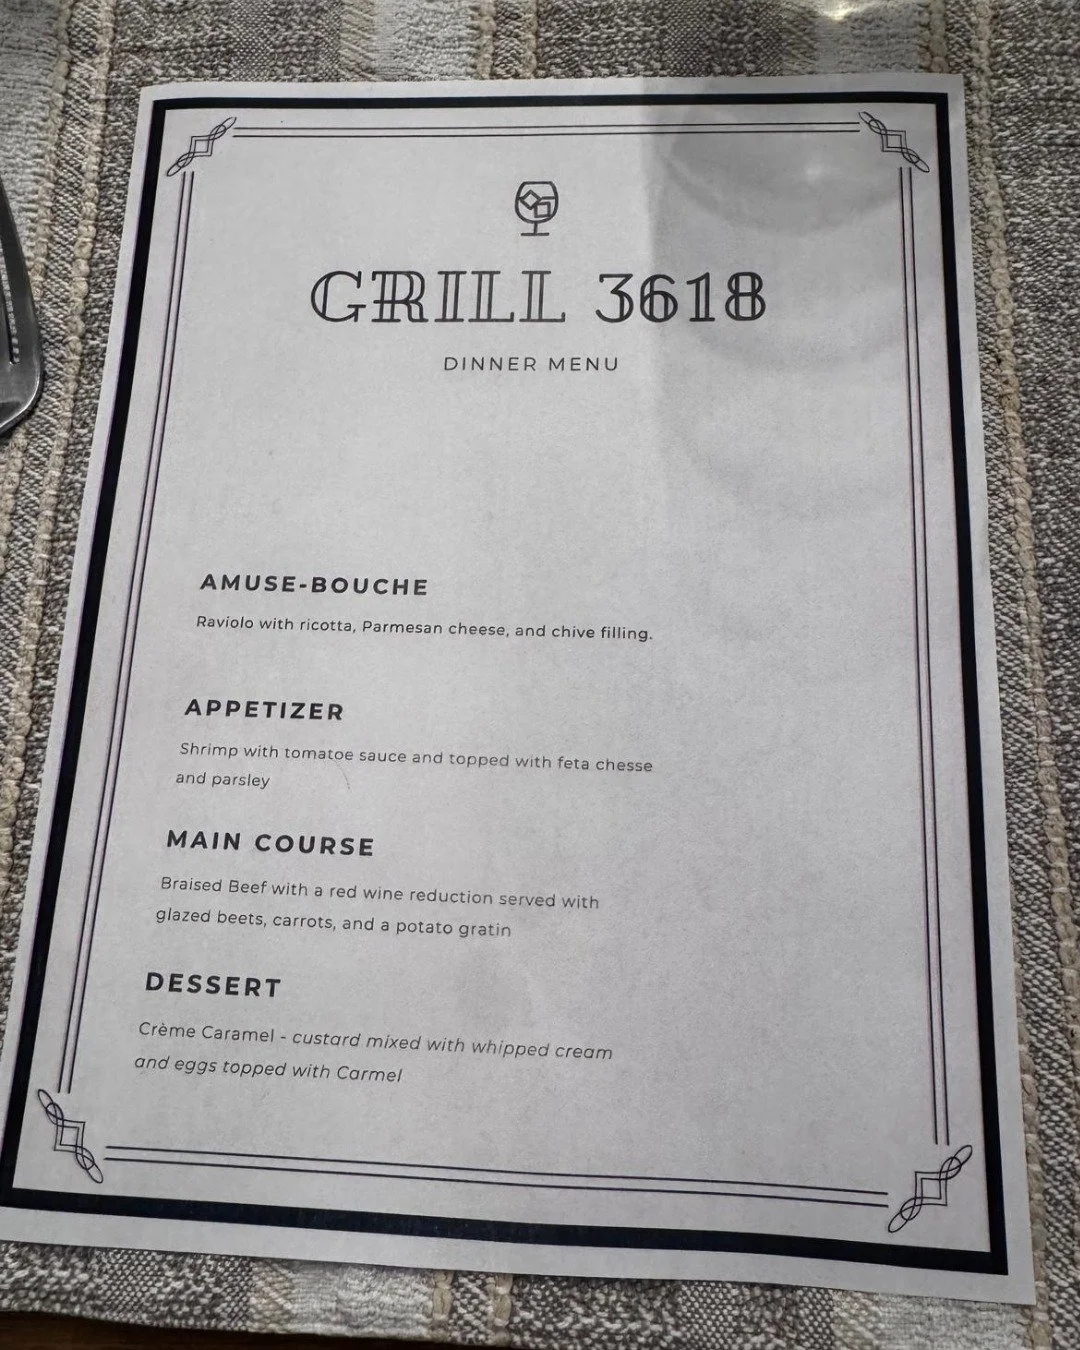 GRILL 3618
DINNER MENU
AMUSE-BOUCHE
Raviolo with ricotta, Parmesan cheese, and chive filling.
APPETIZER
Shrimp with tomatoe sauce and topped with feta chesse
and parsley
MAIN COURSE
Braised Beef with a red wine reduction served with
glazed beets, carrots, and a potato gratin
DESSERT
Crème Caramel - custard mixed with whipped cream
and eggs topped with Carmel